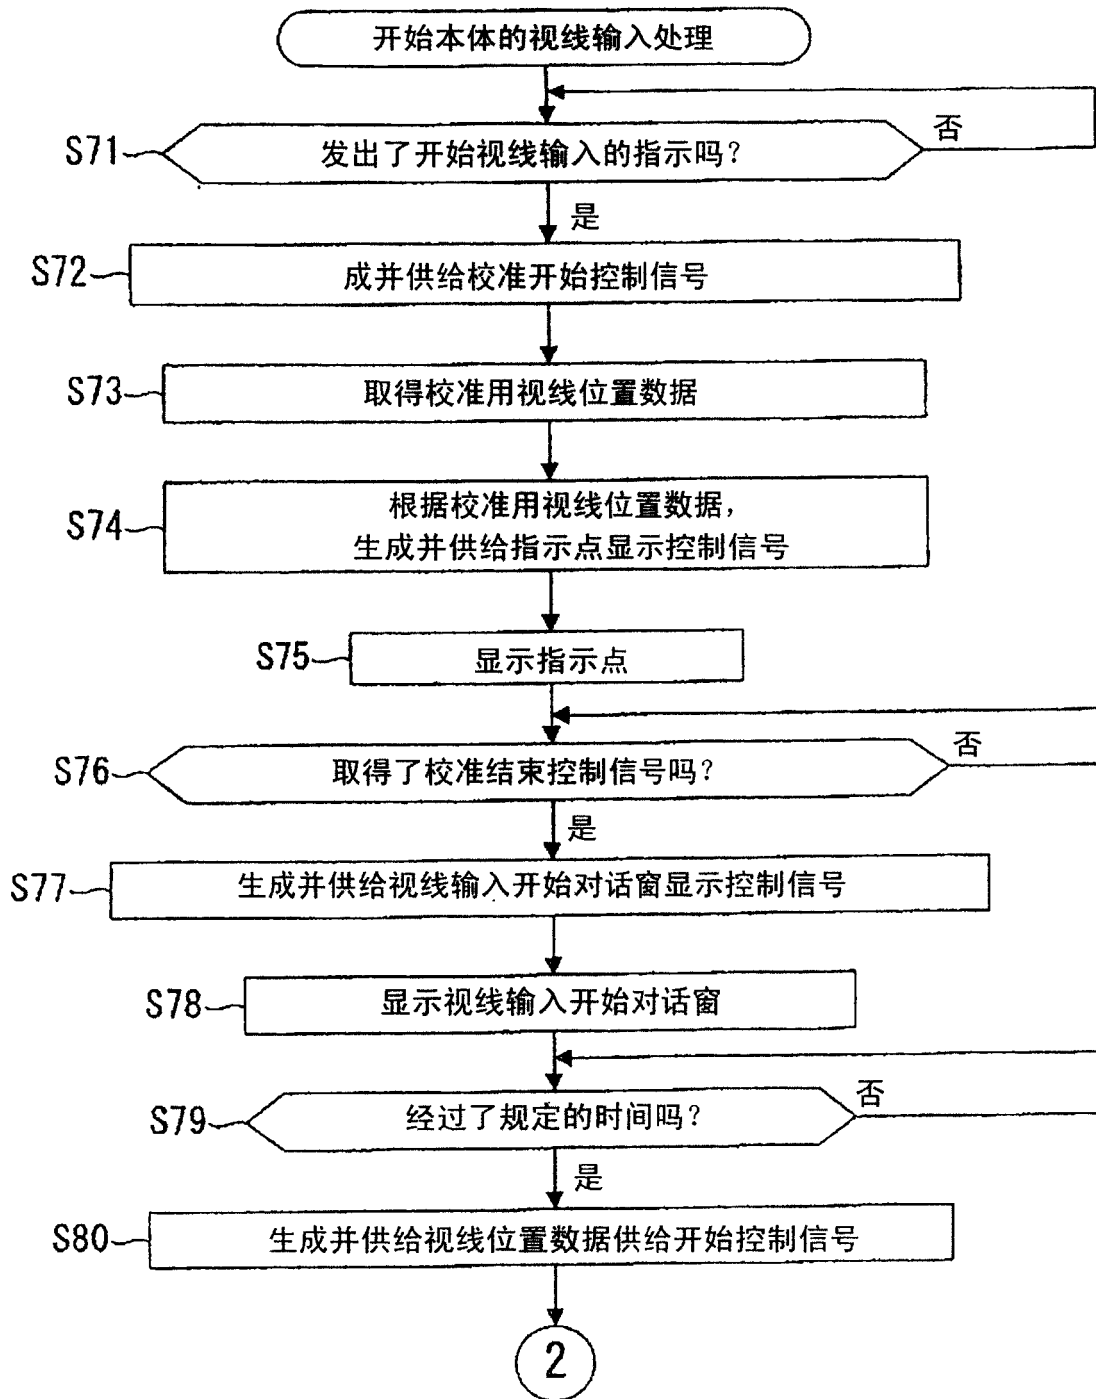 开始本体的视线输入处理
否
S71
发出了开始视线输入的指示吗？
是
S72
成并供给校准开始控制信号
S73
取得校准用视线位置数据
S74
根据校准用视线位置数据，
生成并供给指示点显示控制信号
S75
显示指示点
否
S76
取得了校准结束控制信号吗？
是
S77
生成并供给视线输入开始对话窗显示控制信号
S78
显示视线输入开始对话窗
否
S79
经过了规定的时间吗？
是
S80
生成并供给视线位置数据供给开始控制信号
2